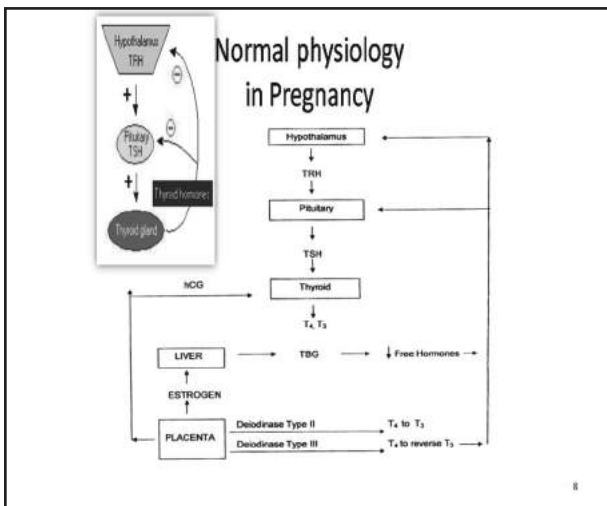 Normal physiology
in Pregnancy
Hypothalamus
TRH
+
⊖
⊖
Pituitary
TSH
+
Thyroid hormones
Thyroid gland
Hypothalamus
TRH
Pituitary
TSH
hCG
Thyroid
T₄, T₃
LIVER
TBG
↓ Free Hormones
ESTROGEN
PLACENTA
Deiodinase Type II
T₄ to T₃
Deiodinase Type III
T₄ to reverse T₃
8